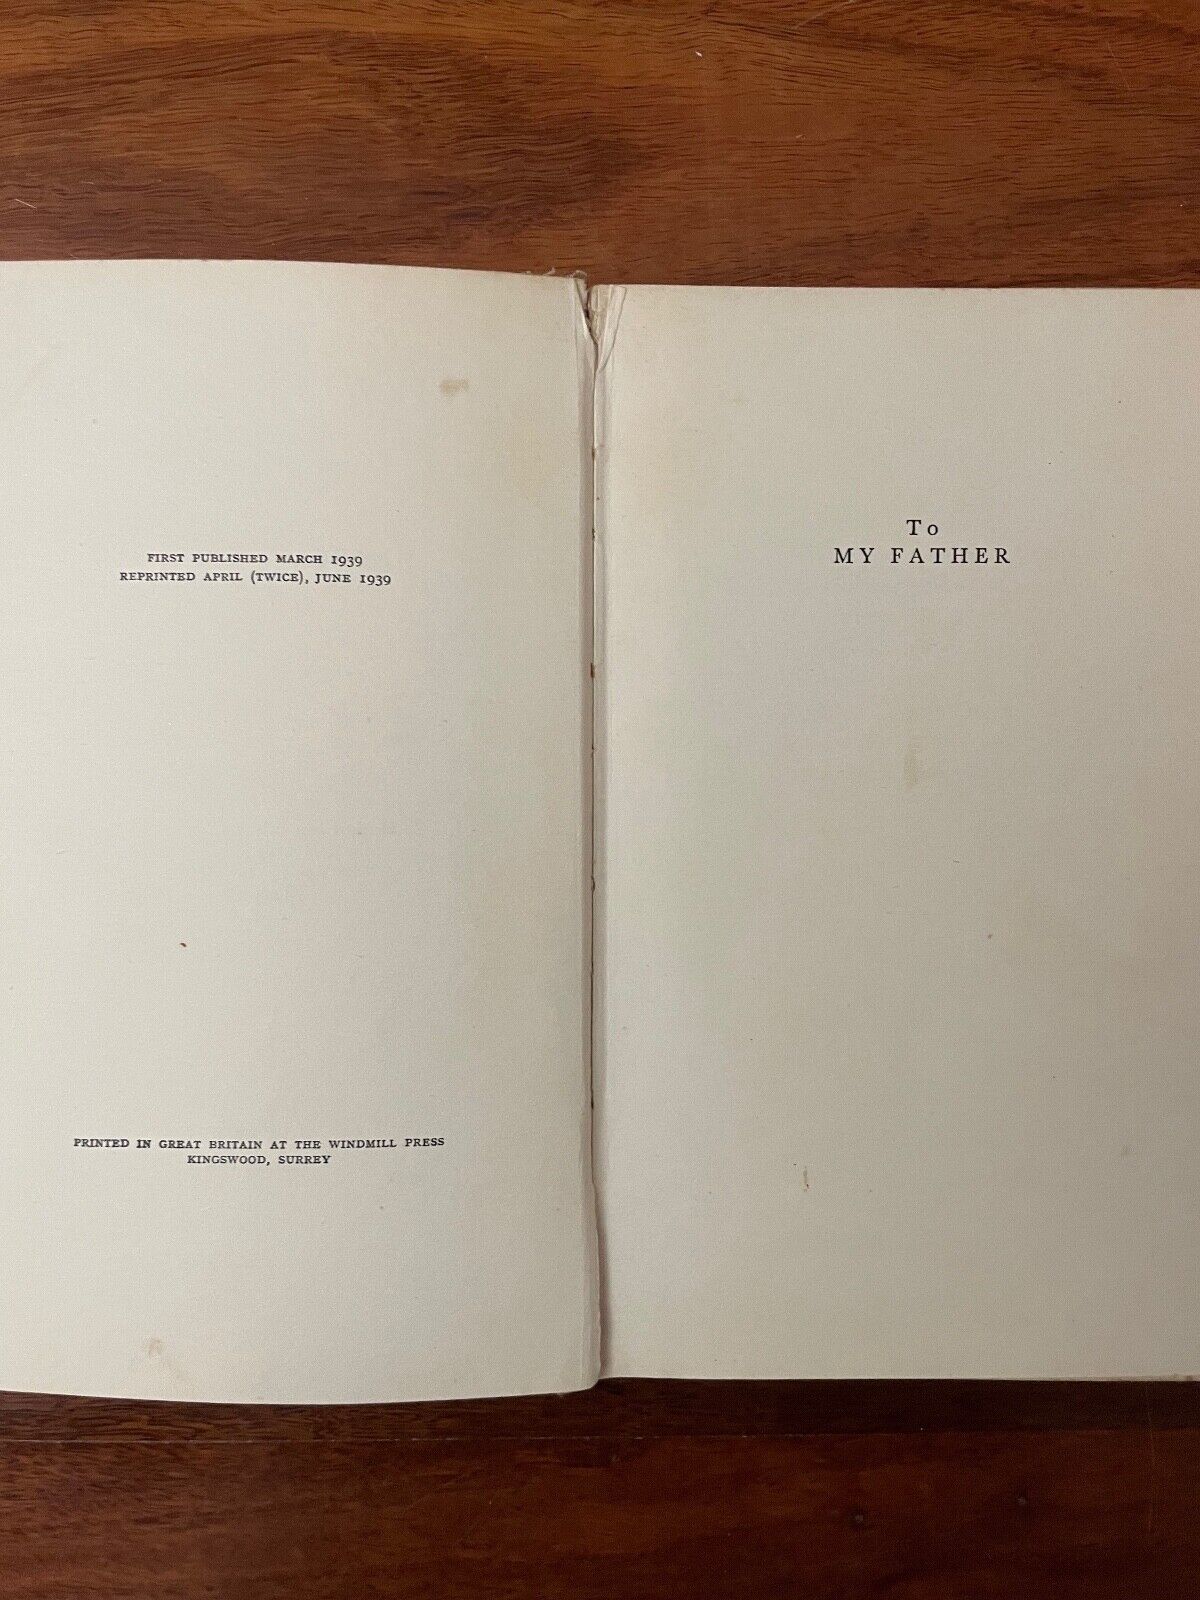 FIRST PUBLISHED MARCH 1939
REPRINTED APRIL (TWICE), JUNE 1939
PRINTED IN GREAT BRITAIN AT THE WINDMILL PRESS
KINGSWOOD, SURREY
To
MY FATHER